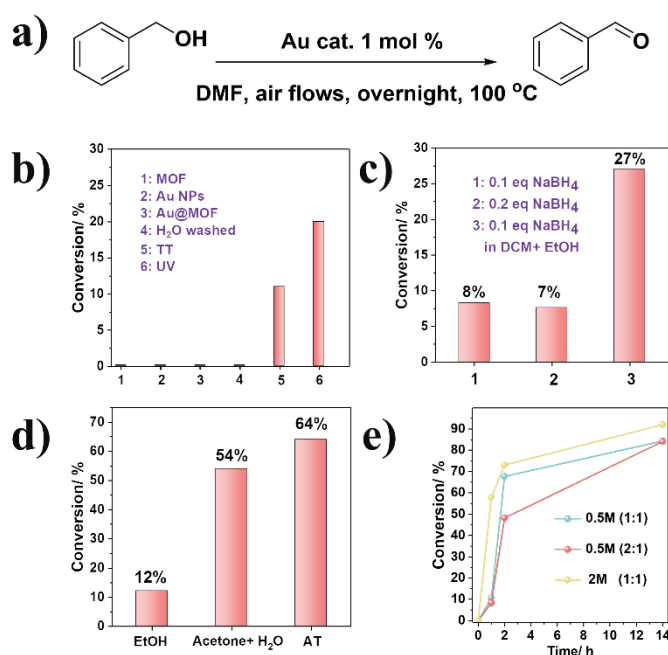 a)
OH
Au cat. 1 mol %
DMF, air flows, overnight, 100 °C
O
b)
Conversion/ %
30
25
20
15
10
5
0
1: MOF
2: Au NPs
3: Au@MOF
4: H₂O washed
5: TT
6: UV
1 2 3 4 5 6
c)
Conversion/ %
30
25
20
15
10
5
0
1: 0.1 eq NaBH₄
2: 0.2 eq NaBH₄
3: 0.1 eq NaBH₄
in DCM+ EtOH
8%
7%
27%
1 2 3
d)
Conversion/ %
70
60
50
40
30
20
10
0
12%
54%
64%
EtOH Acetone+ H₂O AT
e)
Conversion/ %
90
80
70
60
50
40
30
20
10
0
0.5M (1:1)
0.5M (2:1)
2M (1:1)
0 2 4 6 8 10 12 14
Time/ h